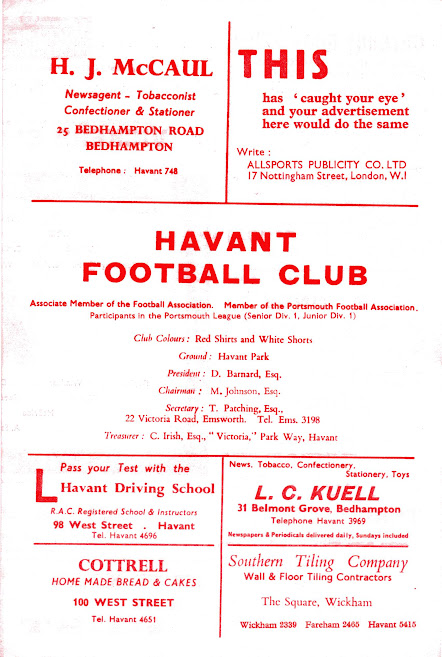 H. J. McCAUL
Newsagent - Tobacconist
Confectioner & Stationer
25 BEDHAMPTON ROAD
BEDHAMPTON
Telephone : Havant 748
THIS
has ‘caught your eye’
and your advertisement
here would do the same
Write :
ALLSPORTS PUBLICITY CO. LTD
17 Nottingham Street, London, W.1
HAVANT
FOOTBALL CLUB
Associate Member of the Football Association. Member of the Portsmouth Football Association.
Participants in the Portsmouth League (Senior Div. 1, Junior Div. 1)
Club Colours : Red Shirts and White Shorts
Ground : Havant Park
President : D. Barnard, Esq.
Chairman : M. Johnson, Esq.
Secretary : T. Patching, Esq.,
22 Victoria Road, Emsworth. Tel. Ems. 3198
Treasurer : C. Irish, Esq., “Victoria,” Park Way, Havant
Pass your Test with the
L Havant Driving School
R.A.C. Registered School & Instructors
98 West Street . Havant
Tel. Havant 4696
News, Tobacco, Confectionery,
Stationery, Toys
L. C. KUELL
31 Belmont Grove, Bedhampton
Telephone Havant 3969
Newspapers & Periodicals delivered daily, Sundays included
COTTRELL
HOME MADE BREAD & CAKES
100 WEST STREET
Tel. Havant 4651
Southern Tiling Company
Wall & Floor Tiling Contractors
The Square, Wickham
Wickham 2339 Fareham 2465 Havant 5415